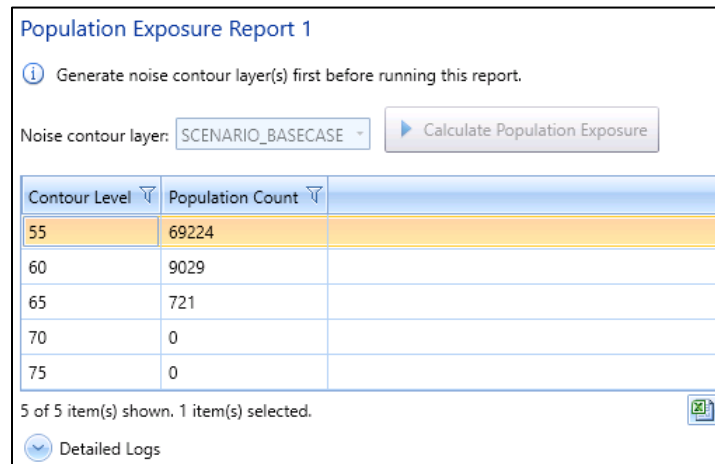 Population Exposure Report 1
Generate noise contour layer(s) first before running this report.
Noise contour layer: SCENARIO_BASECASE Calculate Population Exposure
Contour Level Population Count
55 69224
60 9029
65 721
70 0
75 0
5 of 5 item(s) shown. 1 item(s) selected.
Detailed Logs